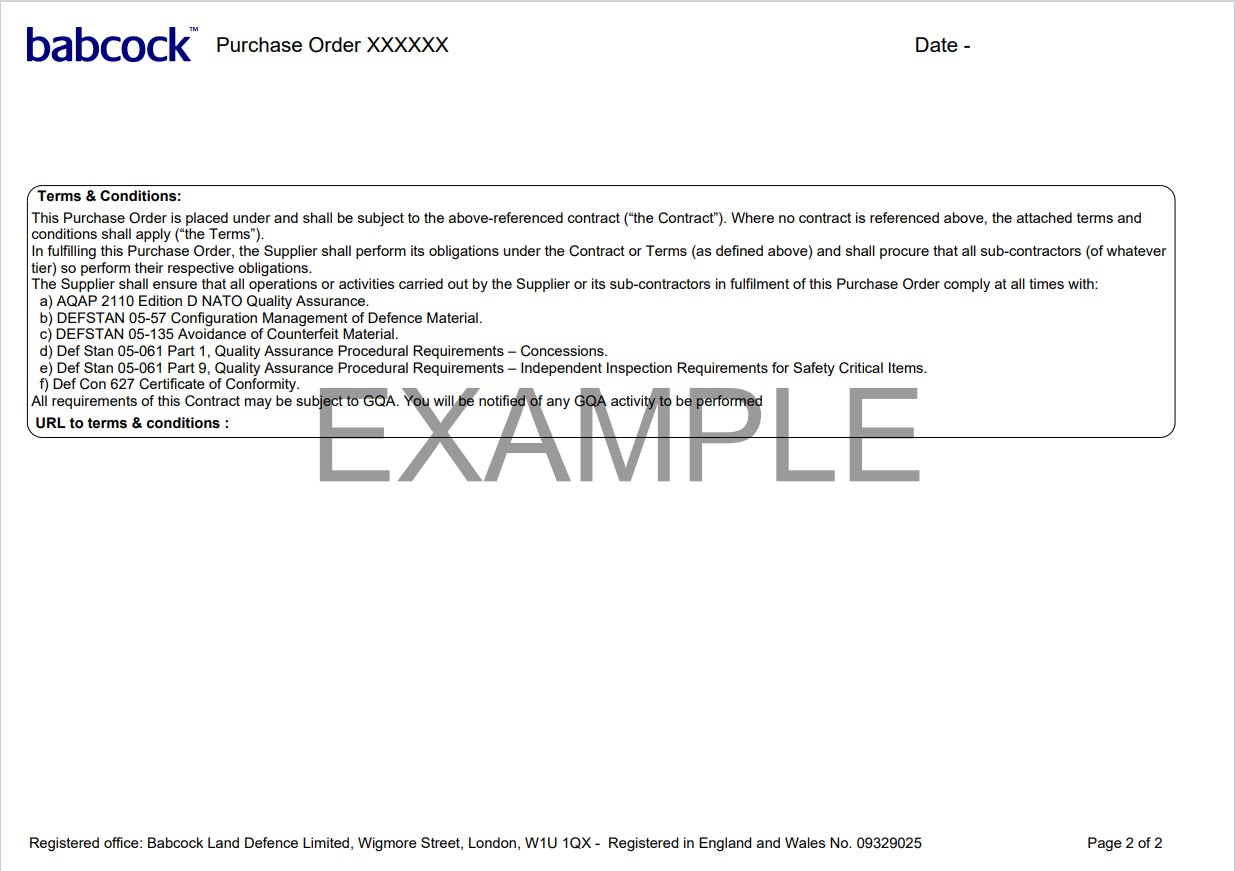 babcock™ Purchase Order XXXXXX Date -
Terms & Conditions:
This Purchase Order is placed under and shall be subject to the above-referenced contract (“the Contract”). Where no contract is referenced above, the attached terms and
conditions shall apply (“the Terms”).
In fulfilling this Purchase Order, the Supplier shall perform its obligations under the Contract or Terms (as defined above) and shall procure that all sub-contractors (of whatever
tier) so perform their respective obligations.
The Supplier shall ensure that all operations or activities carried out by the Supplier or its sub-contractors in fulfilment of this Purchase Order comply at all times with:
a) AQAP 2110 Edition D NATO Quality Assurance.
b) DEFSTAN 05-57 Configuration Management of Defence Material.
c) DEFSTAN 05-135 Avoidance of Counterfeit Material.
d) Def Stan 05-061 Part 1, Quality Assurance Procedural Requirements – Concessions.
e) Def Stan 05-061 Part 9, Quality Assurance Procedural Requirements – Independent Inspection Requirements for Safety Critical Items.
f) Def Con 627 Certificate of Conformity.
All requirements of this Contract may be subject to GQA. You will be notified of any GQA activity to be performed
URL to terms & conditions :
EXAMPLE
Registered office: Babcock Land Defence Limited, Wigmore Street, London, W1U 1QX - Registered in England and Wales No. 09329025 Page 2 of 2